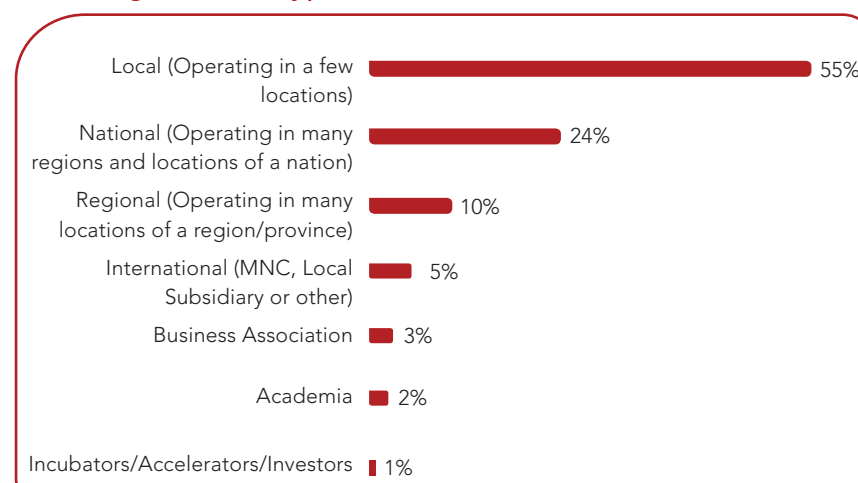 Local (Operating in a few
locations)
55%
National (Operating in many
regions and locations of a nation)
24%
Regional (Operating in many
locations of a region/province)
10%
International (MNC, Local
Subsidiary or other)
5%
Business Association
3%
Academia
2%
Incubators/Accelerators/Investors
1%